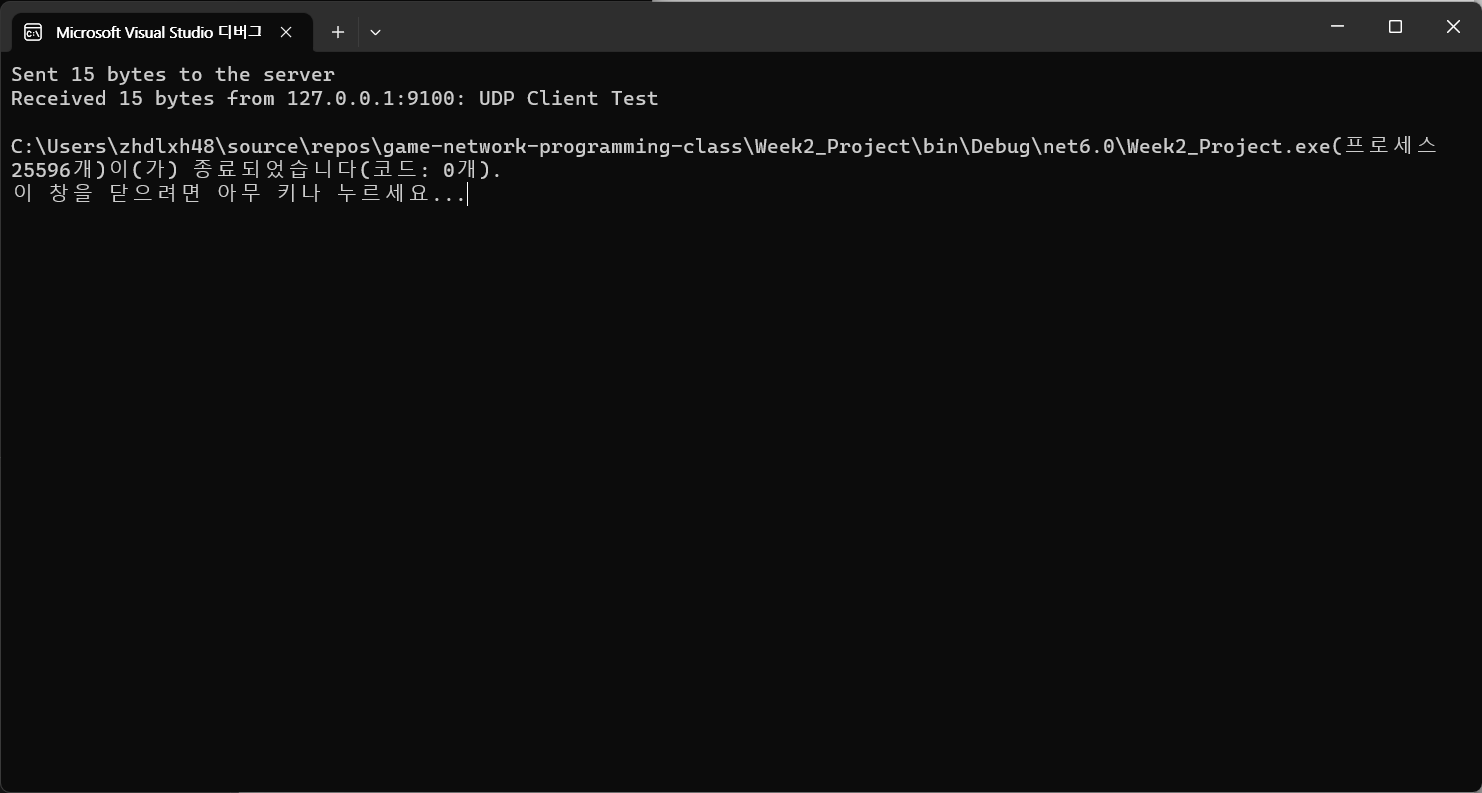 Microsoft Visual Studio 디버그
Sent 15 bytes to the server
Received 15 bytes from 127.0.0.1:9100: UDP Client Test
C:\Users\zhdlxh48\source\repos\game-network-programming-class\Week2_Project\bin\Debug\net6.0\Week2_Project.exe(프로세스
25596개)이(가) 종료되었습니다(코드: 0개).
이 창을 닫으려면 아무 키나 누르세요...